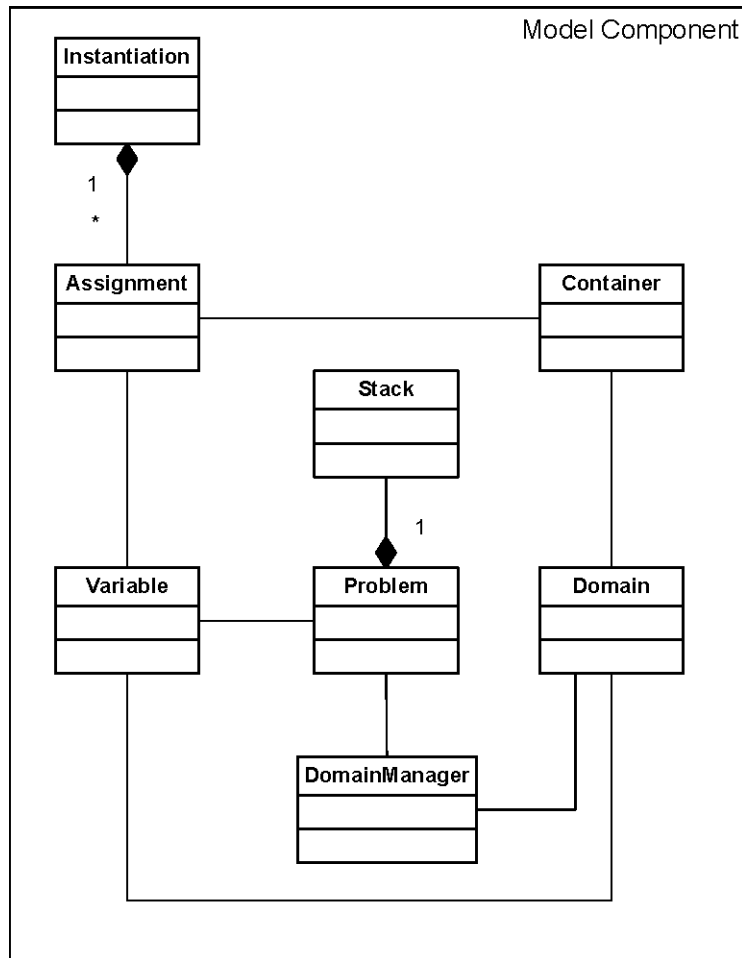 Model Component
Instantiation
1
*
Assignment
Container
Stack
1
Variable
Problem
Domain
DomainManager